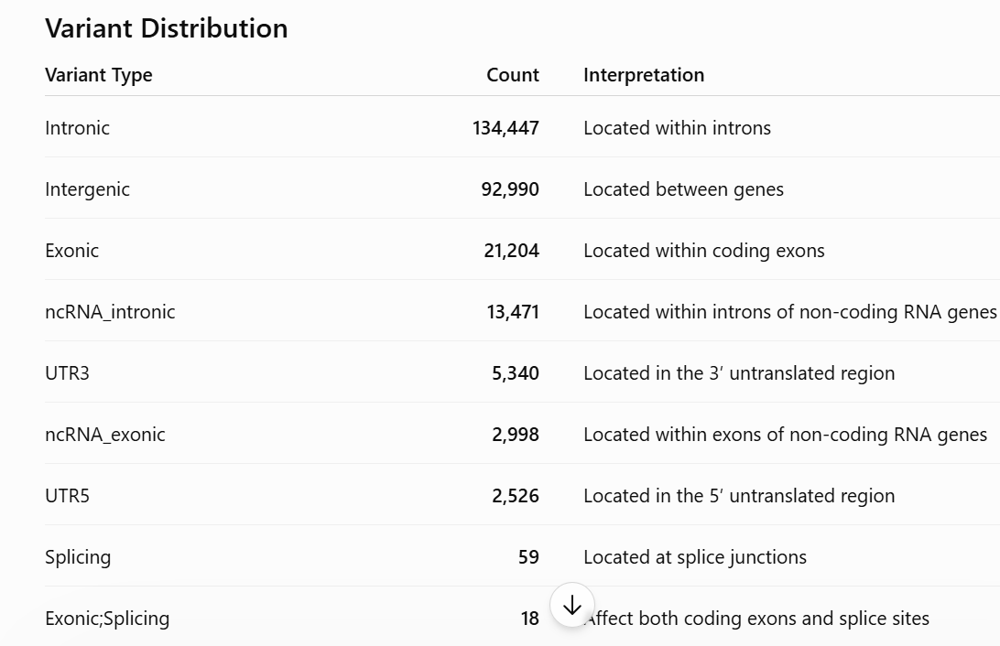 Variant Distribution
Variant Type Count Interpretation
Intronic 134,447 Located within introns
Intergenic 92,990 Located between genes
Exonic 21,204 Located within coding exons
ncRNA_intronic 13,471 Located within introns of non-coding RNA genes
UTR3 5,340 Located in the 3′ untranslated region
ncRNA_exonic 2,998 Located within exons of non-coding RNA genes
UTR5 2,526 Located in the 5′ untranslated region
Splicing 59 Located at splice junctions
Exonic;Splicing 18 Affect both coding exons and splice sites